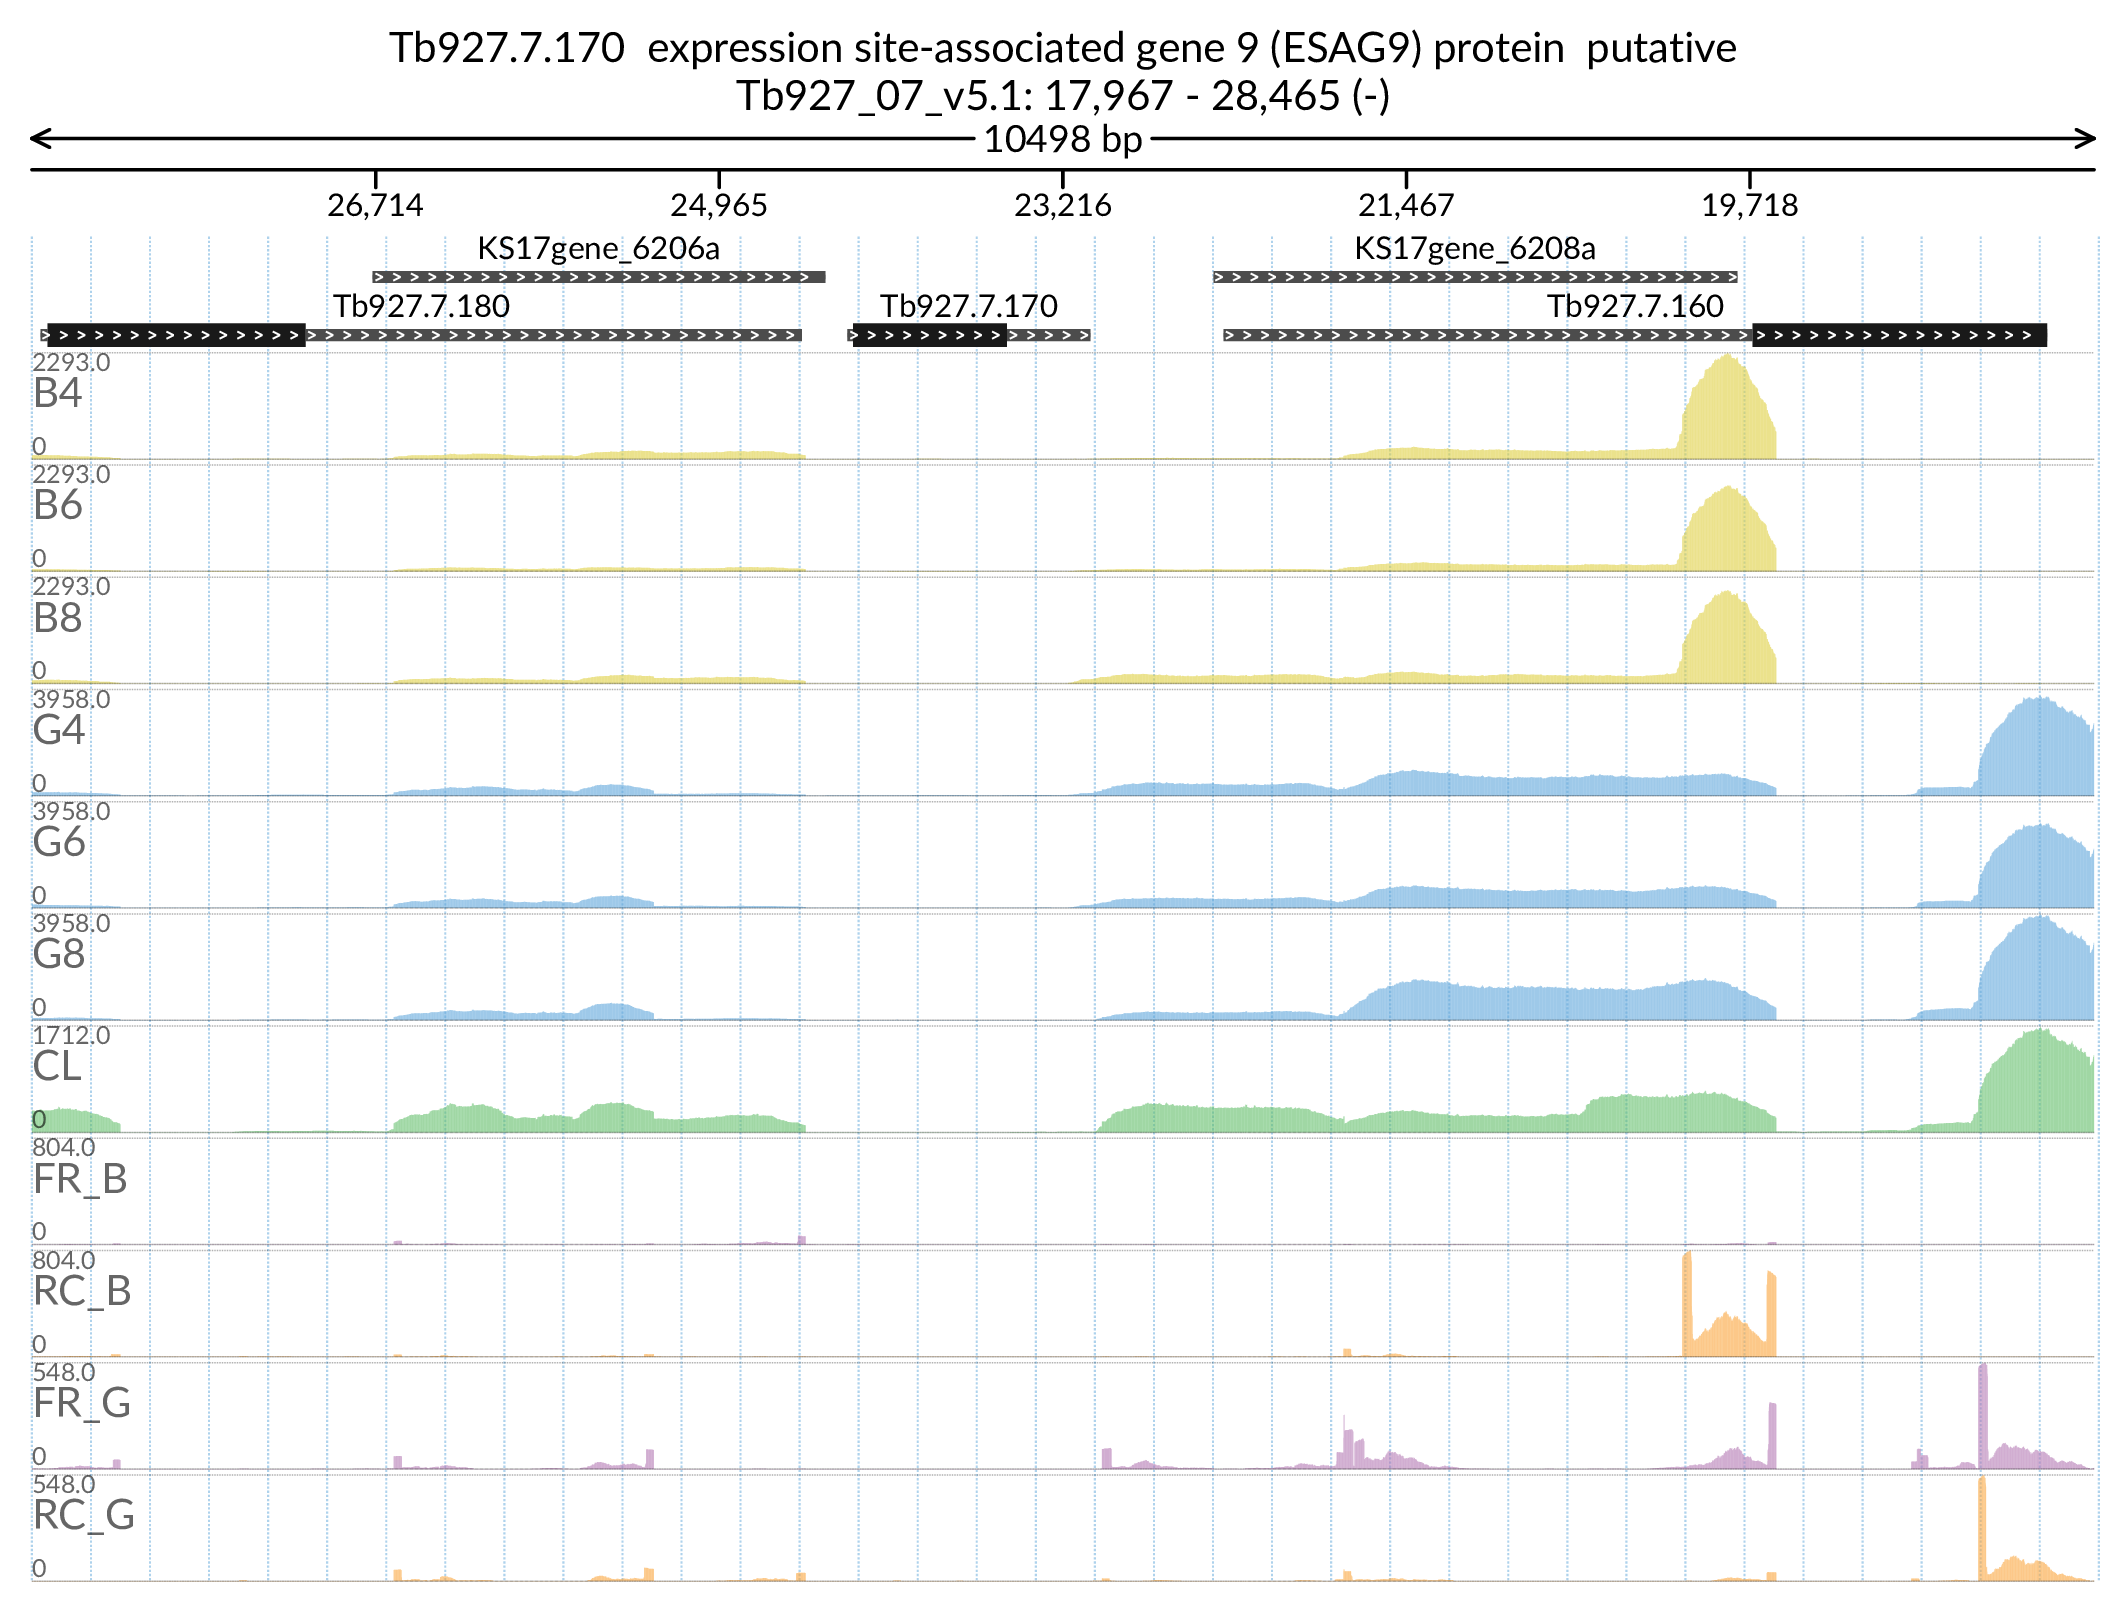 Tb927.7.170  expression site-associated gene 9 (ESAG9) protein  putative
Tb927_07_v5.1: 17,967 - 28,465 (-)
10498 bp
26,714 24,965 23,216 21,467 19,718
KS17gene_6206a KS17gene_6208a
Tb927.7.180 Tb927.7.170 Tb927.7.160
2293.0
B4
0
2293.0
B6
0
2293.0
B8
0
3958.0
G4
0
3958.0
G6
0
3958.0
G8
0
1712.0
CL
0
804.0
FR_B
0
804.0
RC_B
0
548.0
FR_G
0
548.0
RC_G
0